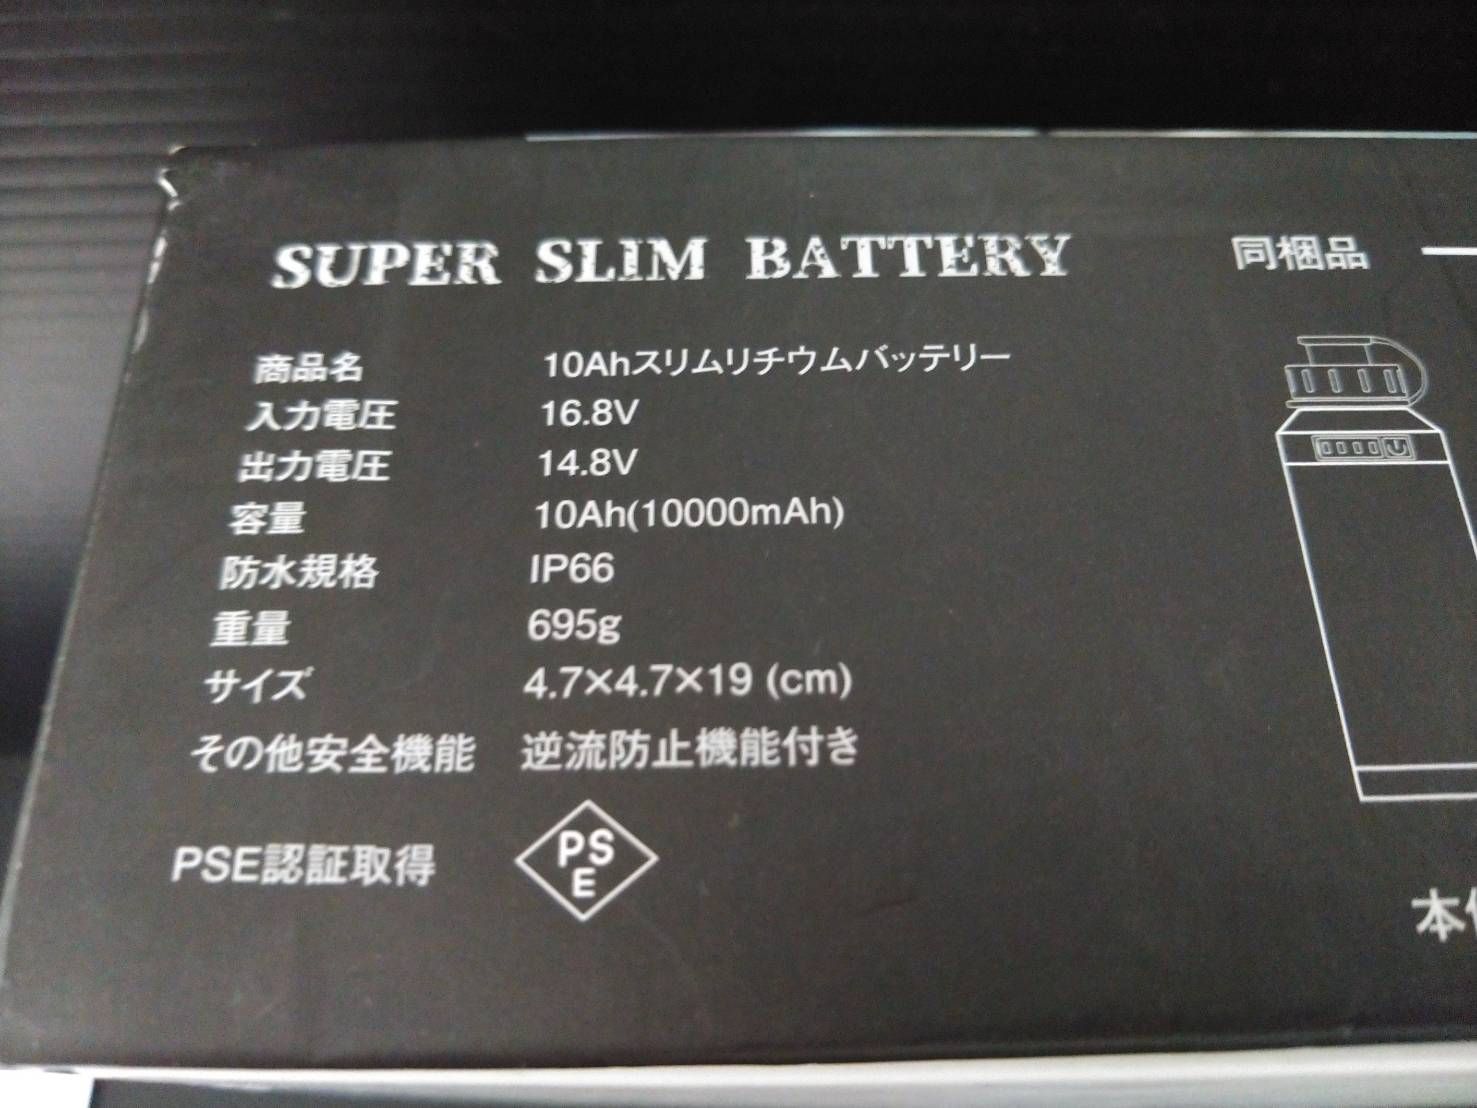 SUPER SLIM BATTERY
商品名 10Ahスリムリチウムバッテリー
入力電圧 16.8V
出力電圧 14.8V
容量 10Ah(10000mAh)
防水規格 IP66
重量 695g
サイズ 4.7×4.7×19 (cm)
その他安全機能 逆流防止機能付き
PSE認証取得
PS
E
同梱品
本